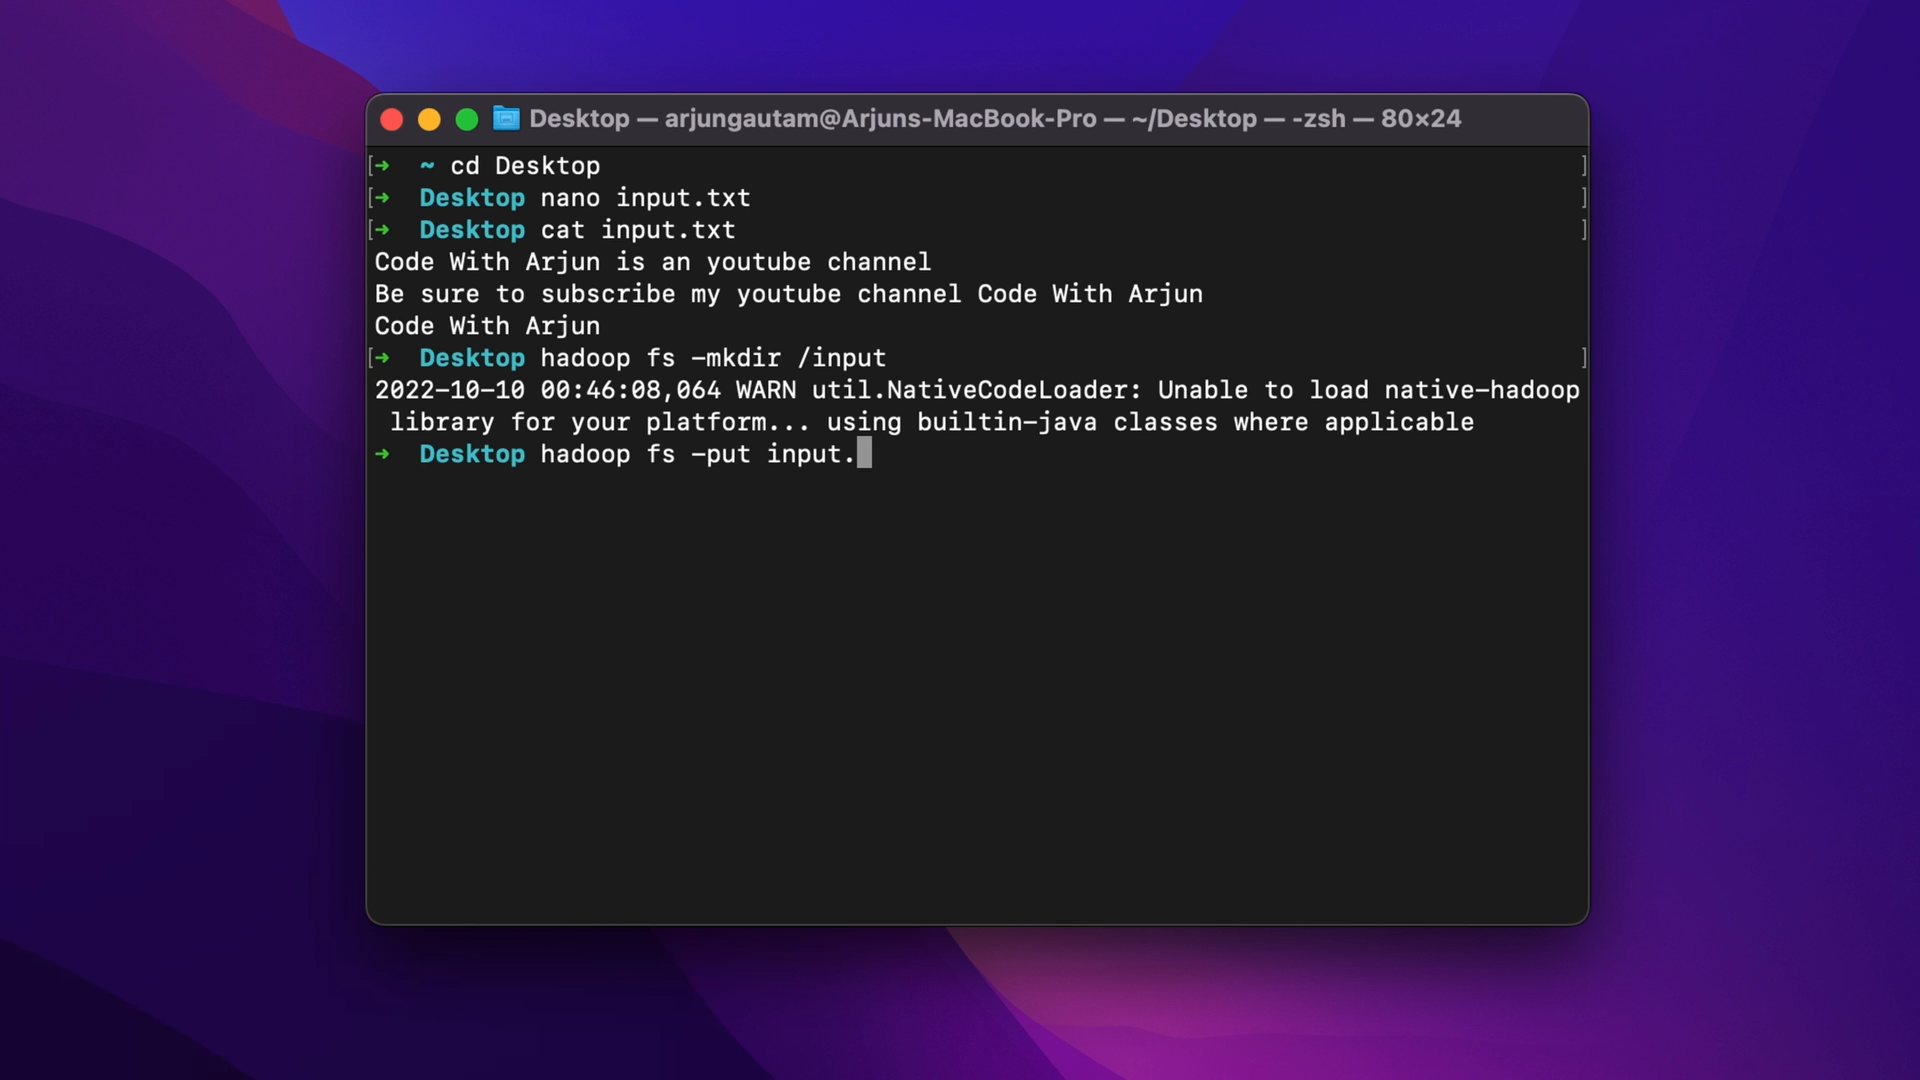 Desktop — arjungautam@Arjuns-MacBook-Pro — ~/Desktop — -zsh — 80×24
[➜  ~ cd Desktop ]
[➜  Desktop nano input.txt ]
[➜  Desktop cat input.txt ]
Code With Arjun is an youtube channel
Be sure to subscribe my youtube channel Code With Arjun
Code With Arjun
[➜  Desktop hadoop fs -mkdir /input ]
2022-10-10 00:46:08,064 WARN util.NativeCodeLoader: Unable to load native-hadoop
 library for your platform... using builtin-java classes where applicable
➜  Desktop hadoop fs -put input.